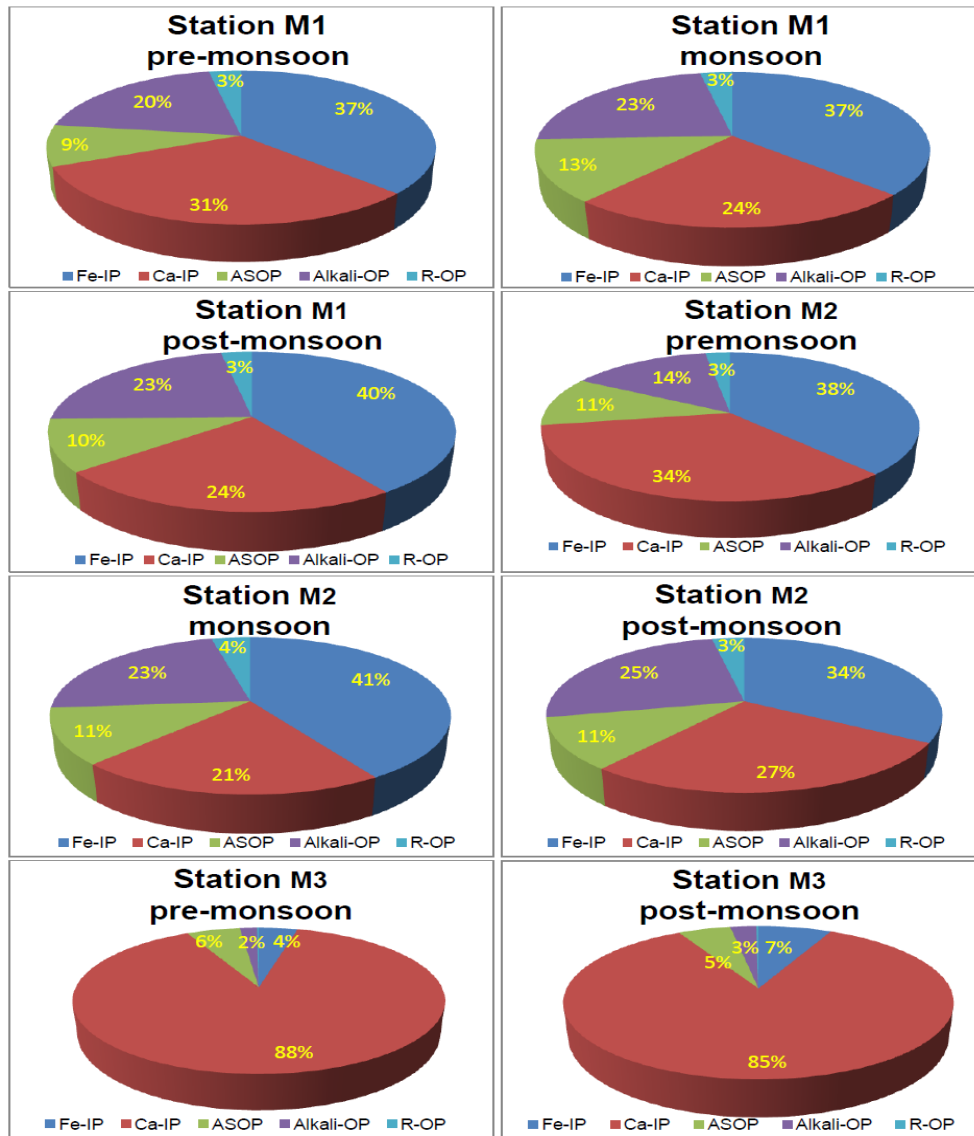 Station M1
pre-monsoon
3%
20%
37%
9%
31%
Fe-IP Ca-IP ASOP Alkali-OP R-OP
Station M1
monsoon
3%
23%
37%
13%
24%
Fe-IP Ca-IP ASOP Alkali-OP R-OP
Station M1
post-monsoon
3%
23%
40%
10%
24%
Fe-IP Ca-IP ASOP Alkali-OP R-OP
Station M2
premonsoon
3%
14%
38%
11%
34%
Fe-IP Ca-IP ASOP Alkali-OP R-OP
Station M2
monsoon
4%
23%
41%
11%
21%
Fe-IP Ca-IP ASOP Alkali-OP R-OP
Station M2
post-monsoon
3%
25%
34%
11%
27%
Fe-IP Ca-IP ASOP Alkali-OP R-OP
Station M3
pre-monsoon
6% 2% 4%
88%
Fe-IP Ca-IP ASOP Alkali-OP R-OP
Station M3
post-monsoon
3% 7%
5%
85%
Fe-IP Ca-IP ASOP Alkali-OP R-OP